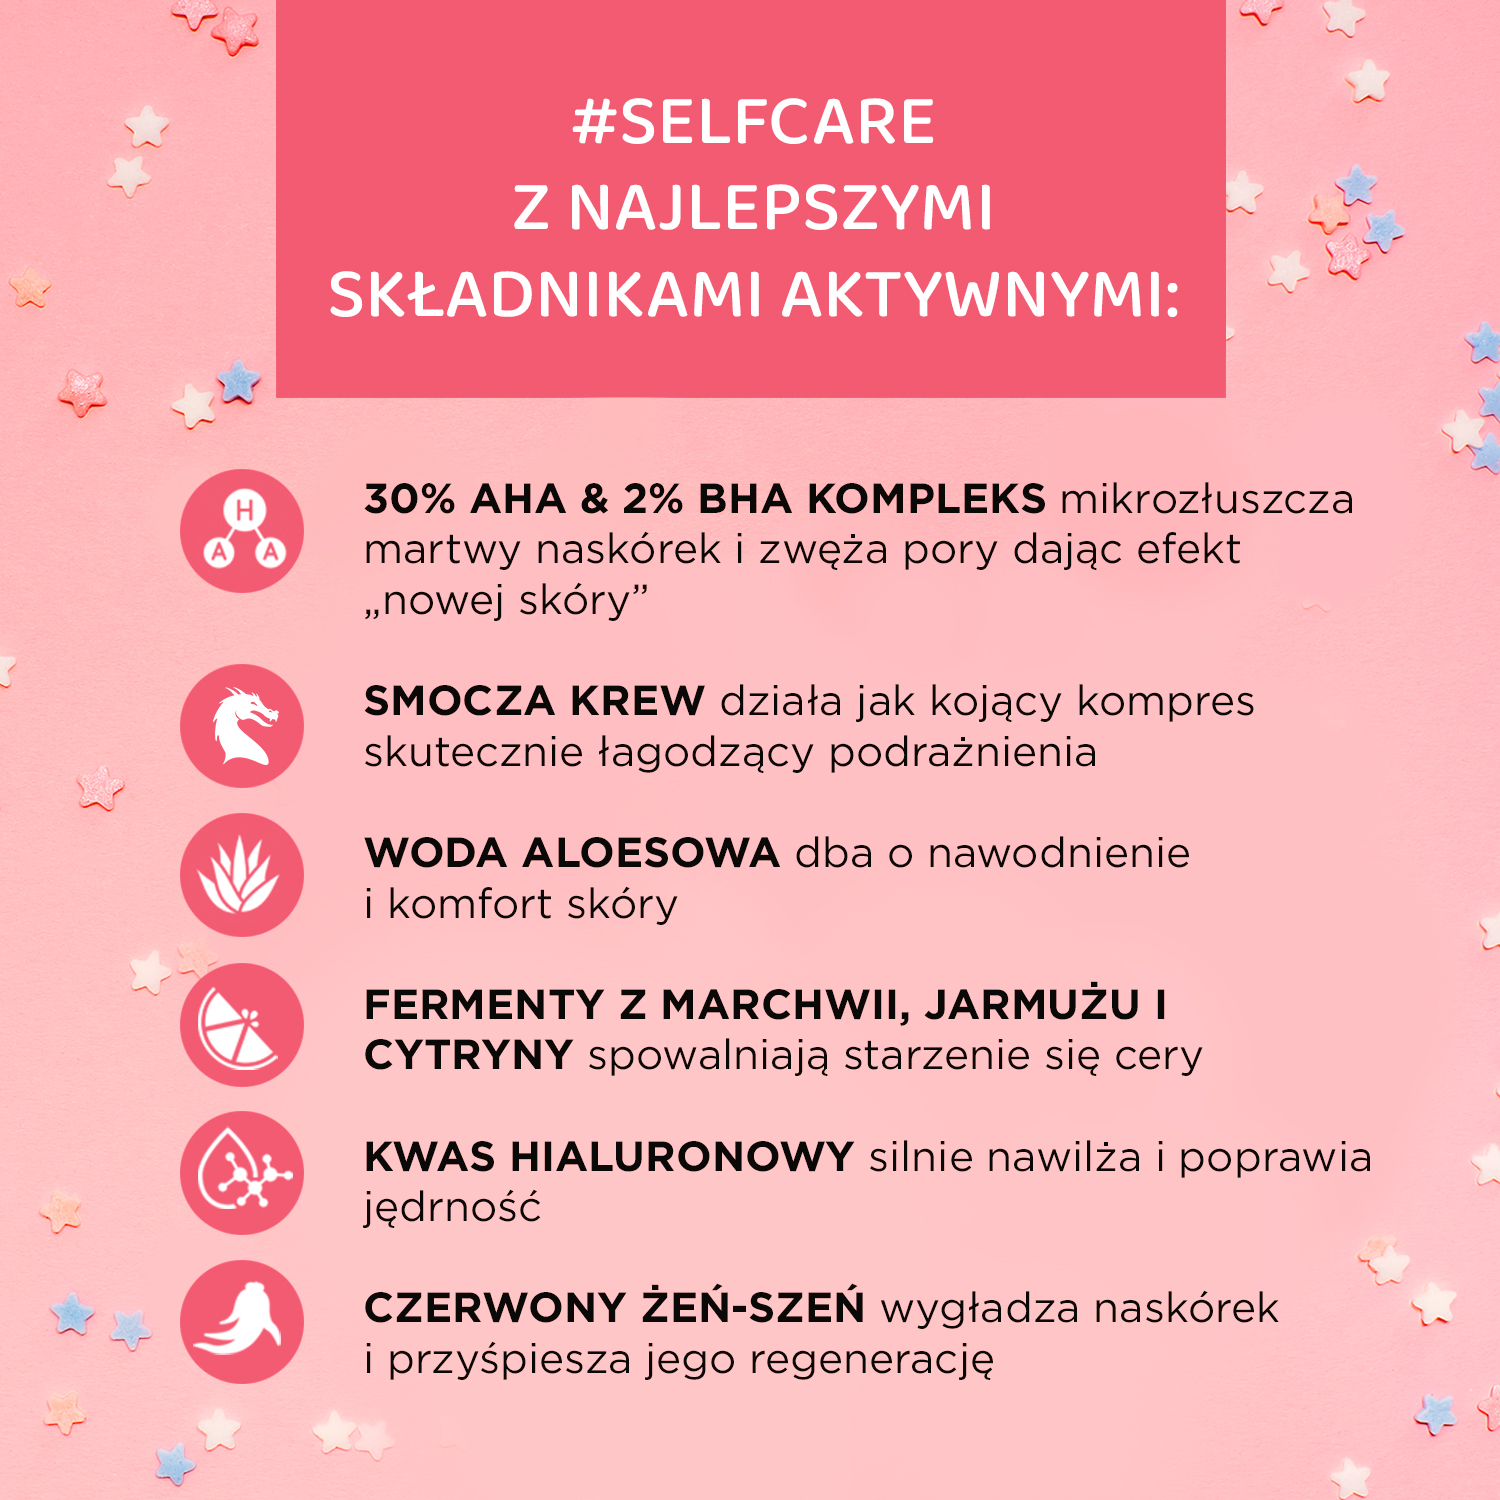 #SELFCARE
Z NAJLEPSZYMI
SKŁADNIKAMI AKTYWNYMI:
H
A A
30% AHA & 2% BHA KOMPLEKS mikrozłuszcza
martwy naskórek i zwęża pory dając efekt
„nowej skóry”
SMOCZA KREW działa jak kojący kompres
skutecznie łagodzący podrażnienia
WODA ALOESOWA dba o nawodnienie
i komfort skóry
FERMENTY Z MARCHWII, JARMUŻU I
CYTRYNY spowalniają starzenie się cery
KWAS HIALURONOWY silnie nawilża i poprawia
jędrność
CZERWONY ŻEŃ-SZEŃ wygładza naskórek
i przyśpiesza jego regenerację